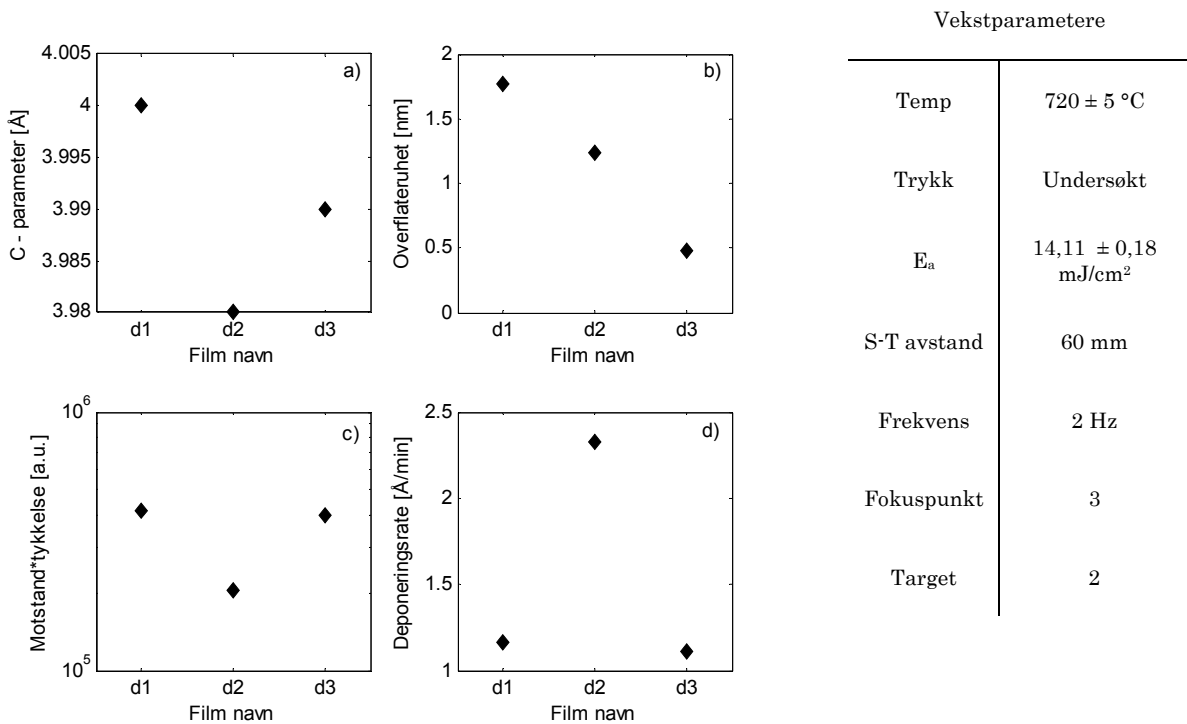 a)
4.005
4
3.995
3.99
3.985
3.98
C - parameter [Å]
d1 d2 d3
Film navn
b)
2
1.5
1
0.5
0
Overflateruhet [nm]
d1 d2 d3
Film navn
c)
10⁶
10⁵
Motstand*tykkelse [a.u.]
d1 d2 d3
Film navn
d)
2.5
2
1.5
1
Deponeringsrate [Å/min]
d1 d2 d3
Film navn
Vekstparametere
Temp 720 ± 5 °C
Trykk Undersøkt
Eₐ 14,11 ± 0,18
mJ/cm²
S-T avstand 60 mm
Frekvens 2 Hz
Fokuspunkt 3
Target 2